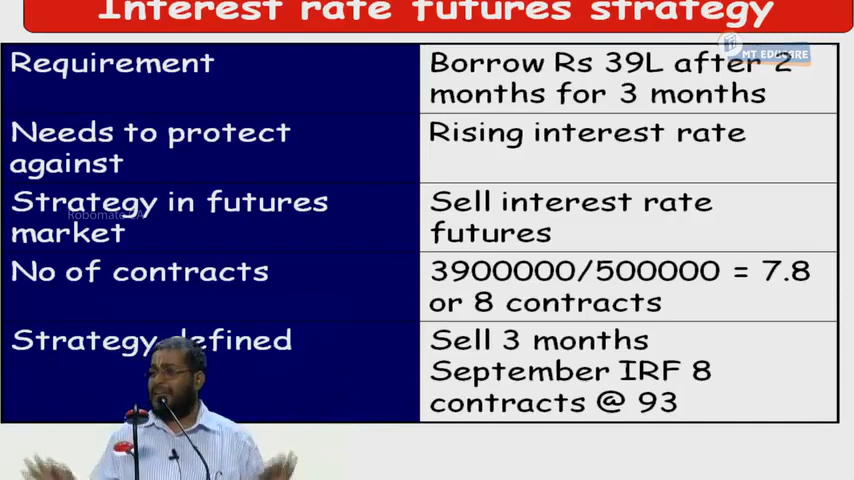 Interest rate futures strategy
MT EDUCARE
Requirement
Borrow Rs 39L after 2
months for 3 months
Needs to protect
against
Rising interest rate
Strategy in futures
market
Robomate CA
Sell interest rate
futures
No of contracts
3900000/500000 = 7.8
or 8 contracts
Strategy defined
Sell 3 months
September IRF 8
contracts @ 93